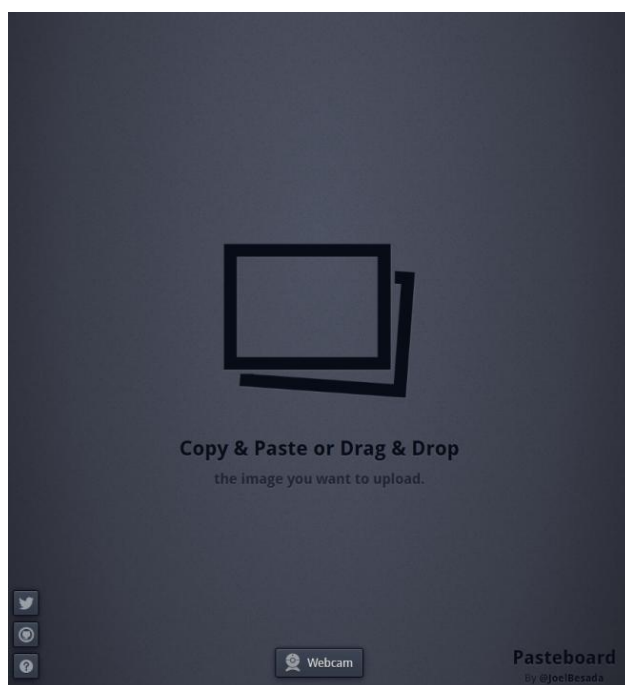 Copy & Paste or Drag & Drop
the image you want to upload.
Webcam
Pasteboard
By @JoelBesada